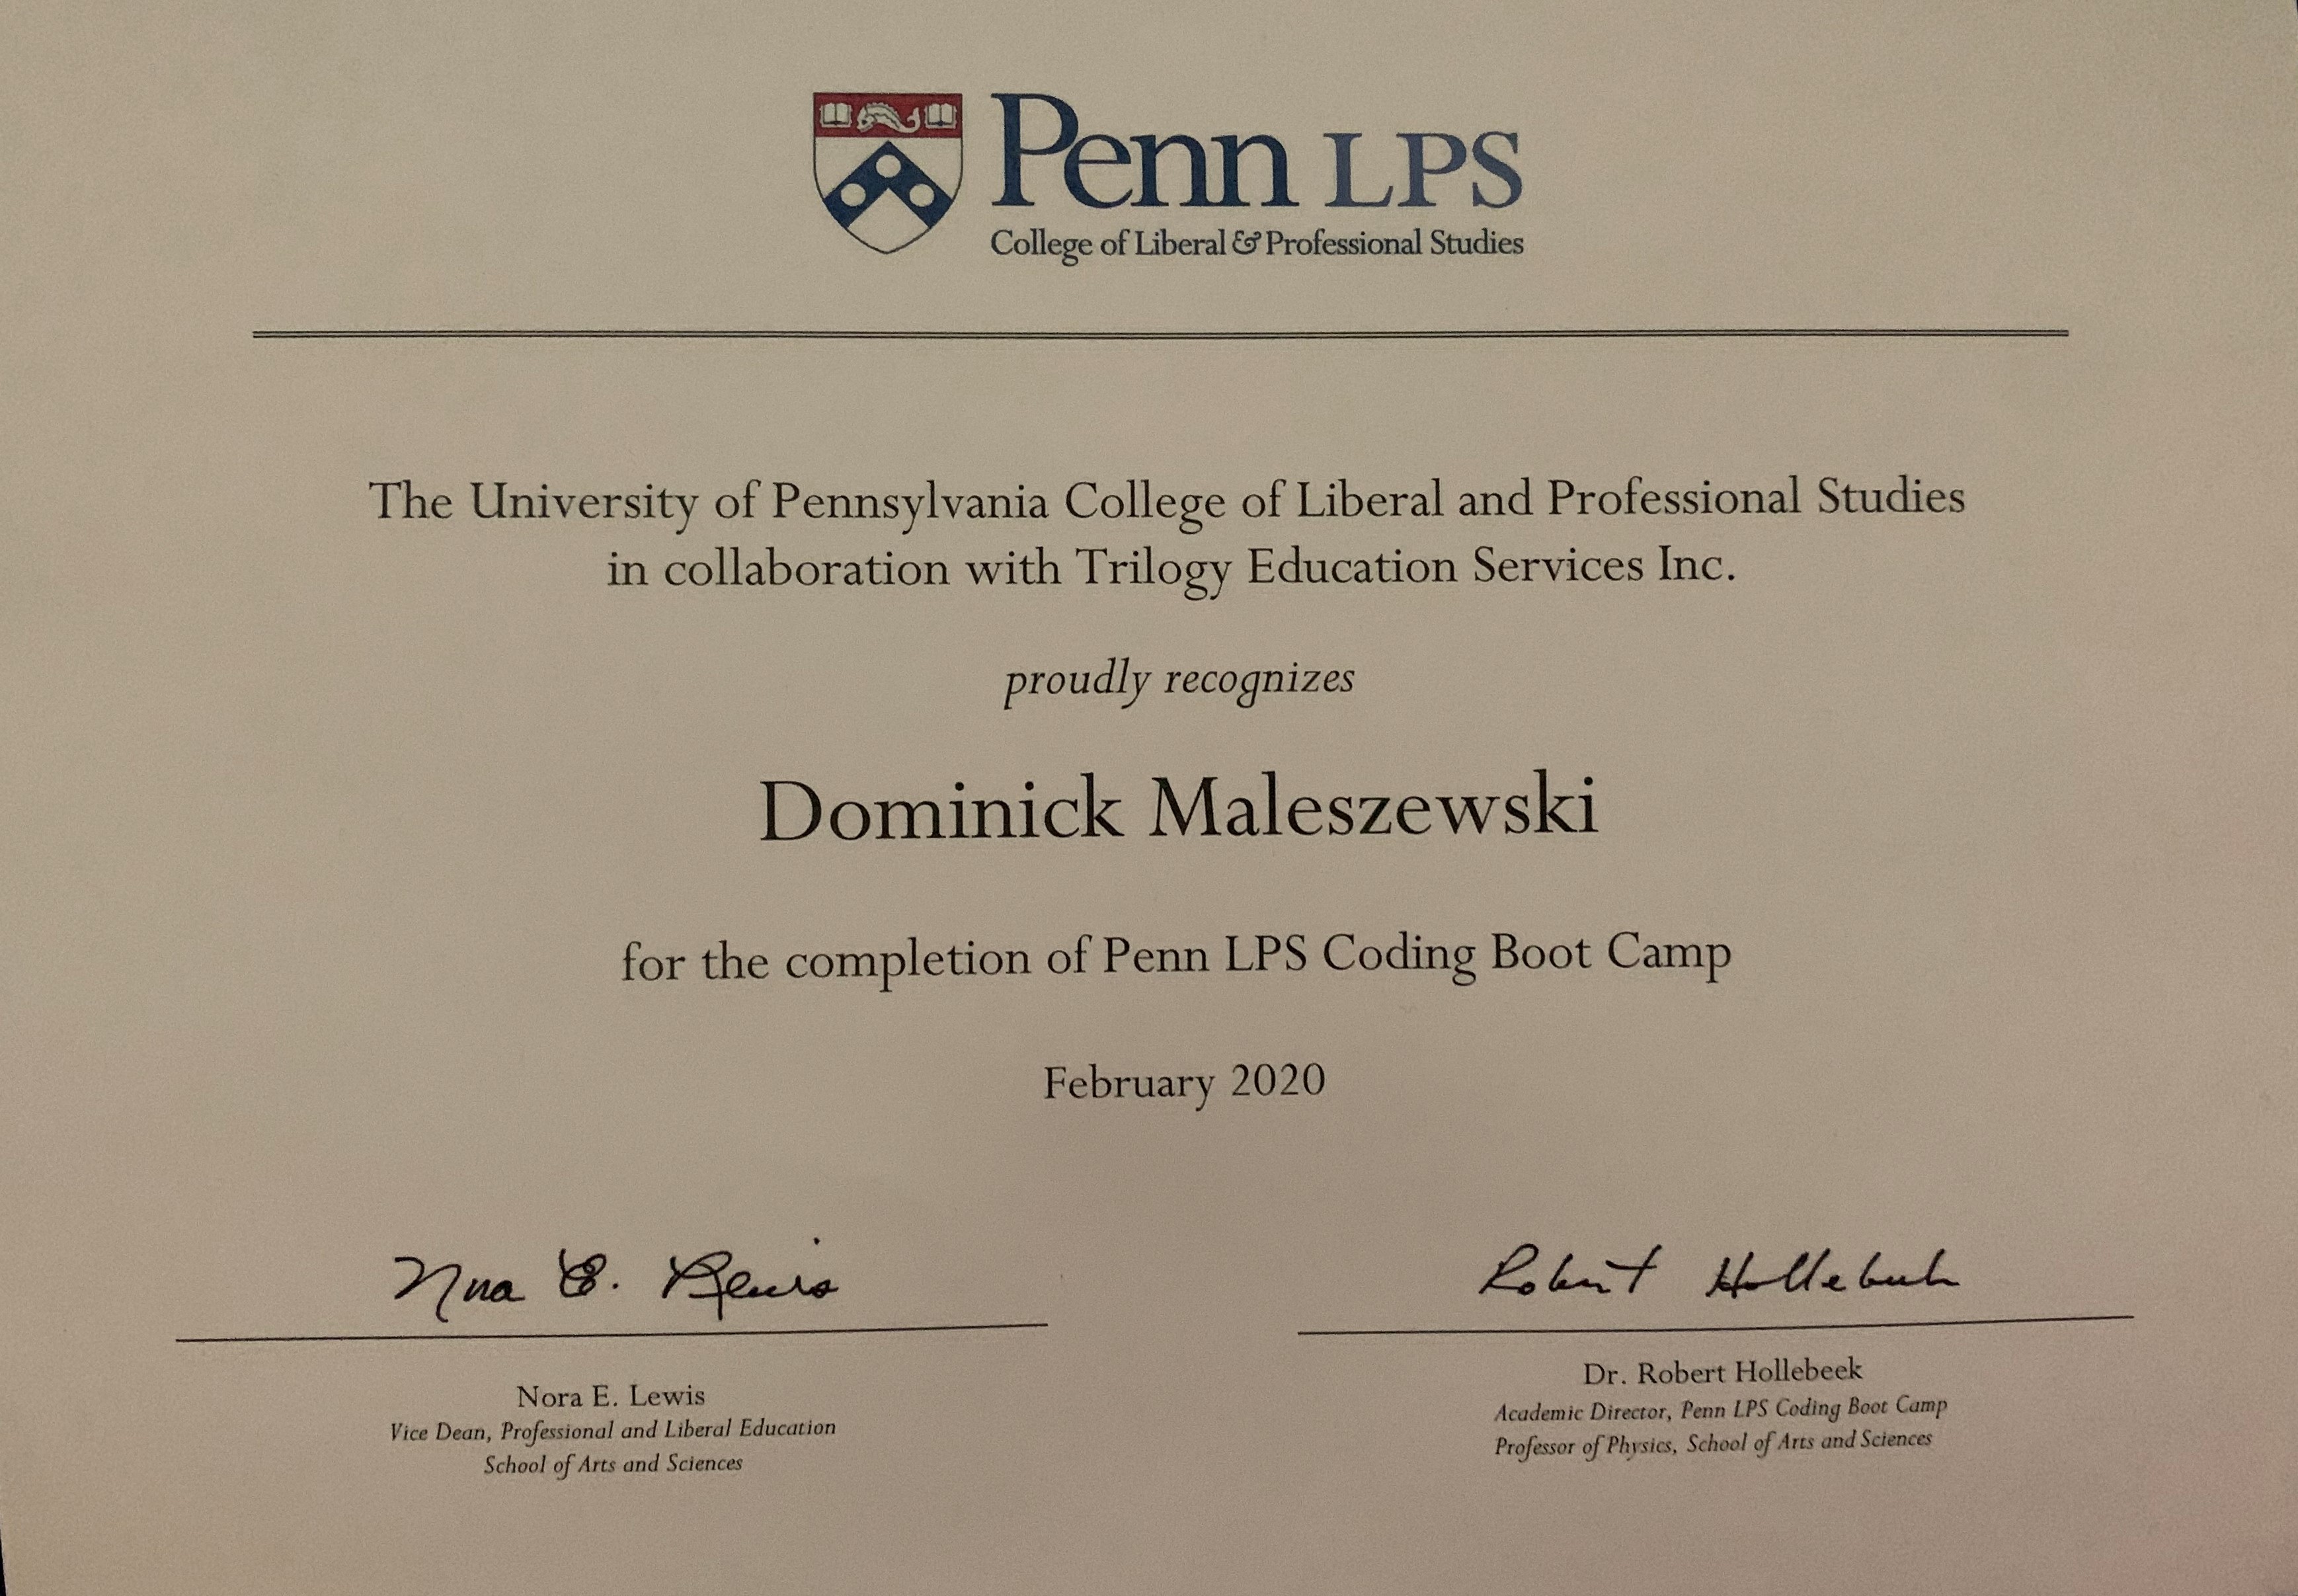 Penn LPS
College of Liberal & Professional Studies
The University of Pennsylvania College of Liberal and Professional Studies
in collaboration with Trilogy Education Services Inc.
proudly recognizes
Dominick Maleszewski
for the completion of Penn LPS Coding Boot Camp
February 2020
Nora E. Lewis
Robert Hollebeek
Nora E. Lewis
Vice Dean, Professional and Liberal Education
School of Arts and Sciences
Dr. Robert Hollebeek
Academic Director, Penn LPS Coding Boot Camp
Professor of Physics, School of Arts and Sciences